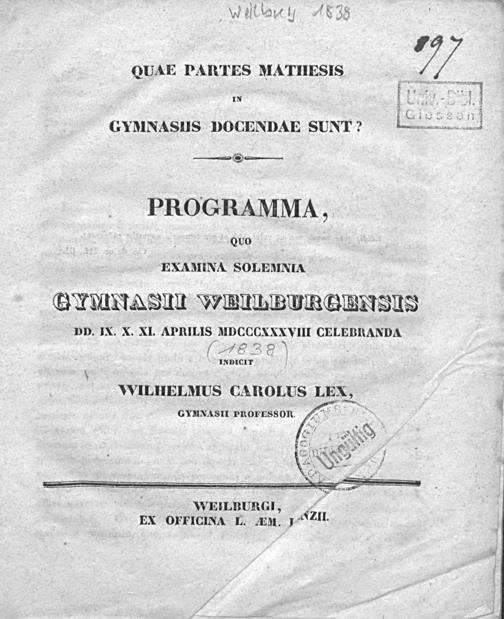 Weilburg 1838
897
Univ.-Bibl.
Giessen
QUAE PARTES MATHESIS
IN
GYMNASIIS DOCENDAE SUNT?
PROGRAMMA,
QUO
EXAMINA SOLEMNIA
GYMNASII WEILBURGENSIS
DD. IX. X. XI. APRILIS MDCCCXXXVIII CELEBRANDA
(1838)
INDICIT
WILHELMUS CAROLUS LEX,
GYMNASII PROFESSOR.
Ungültig
WEILBURGI,
EX OFFICINA L. ÆM.